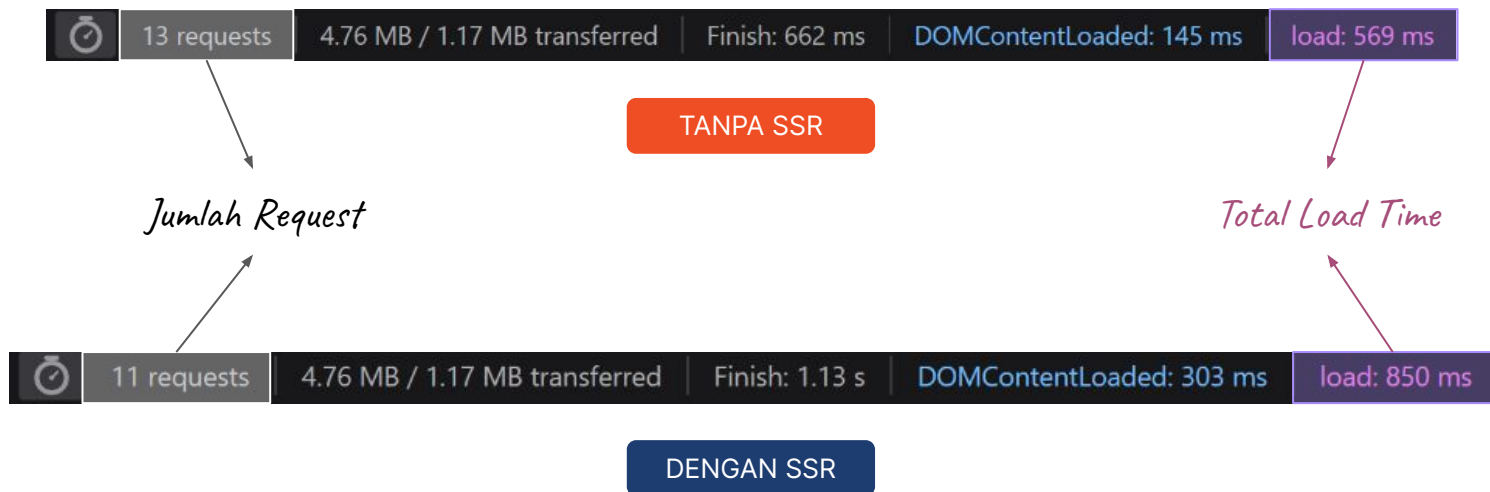 13 requests 4.76 MB / 1.17 MB transferred Finish: 662 ms DOMContentLoaded: 145 ms load: 569 ms
TANPA SSR
Jumlah Request Total Load Time
11 requests 4.76 MB / 1.17 MB transferred Finish: 1.13 s DOMContentLoaded: 303 ms load: 850 ms
DENGAN SSR